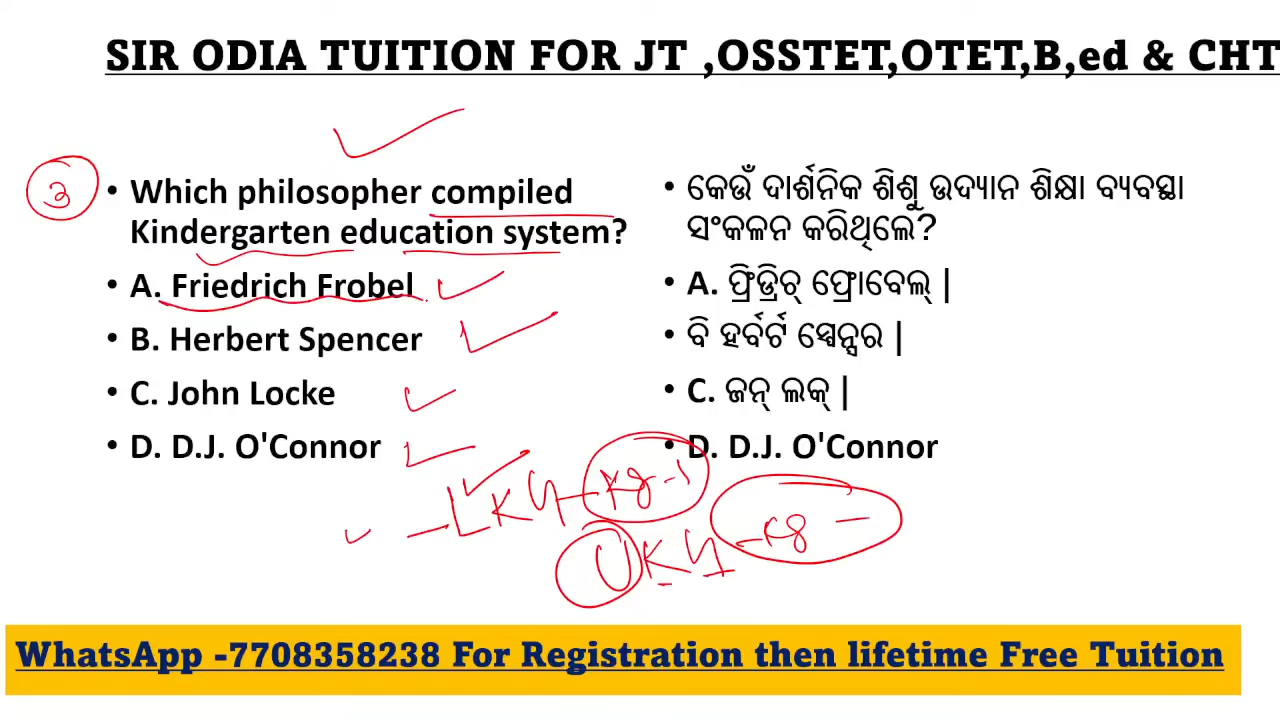 SIR ODIA TUITION FOR JT ,OSSTET,OTET,B,ed & CHT
3
• Which philosopher compiled
Kindergarten education system?
• A. Friedrich Frobel
• B. Herbert Spencer
• C. John Locke
• D. D.J. O'Connor
• କେଉଁ ଦାର୍ଶନିକ ଶିଶୁ ଉଦ୍ୟାନ ଶିକ୍ଷା ବ୍ୟବସ୍ଥା
ସଂକଳନ କରିଥିଲେ?
• A. ଫ୍ରିଡ୍ରିଚ୍ ଫ୍ରୋବେଲ୍ |
• ବି ହର୍ବର୍ଟ ସ୍ପେନ୍ସର |
• C. ଜନ୍ ଲକ୍ |
• D. D.J. O'Connor
LKG
UKG
WhatsApp -7708358238 For Registration then lifetime Free Tuition